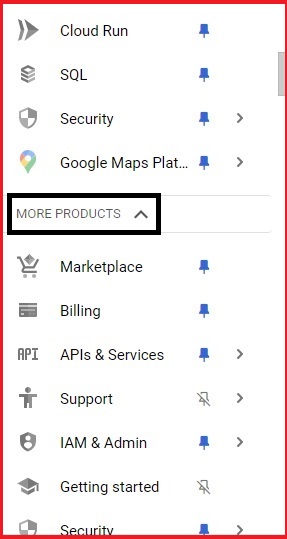 Cloud Run
SQL
Security
Google Maps Plat...
MORE PRODUCTS
Marketplace
Billing
API APIs & Services
Support
IAM & Admin
Getting started
Security